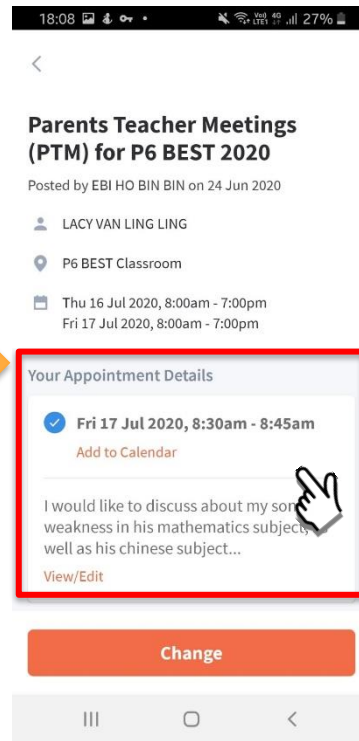 18:08 Vo)) 4G 27%
LTE1
Parents Teacher Meetings
(PTM) for P6 BEST 2020
Posted by EBI HO BIN BIN on 24 Jun 2020
LACY VAN LING LING
P6 BEST Classroom
Thu 16 Jul 2020, 8:00am - 7:00pm
Fri 17 Jul 2020, 8:00am - 7:00pm
Your Appointment Details
Fri 17 Jul 2020, 8:30am - 8:45am
Add to Calendar
I would like to discuss about my son
weakness in his mathematics subject,
well as his chinese subject...
View/Edit
Change